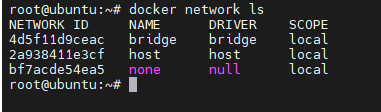 root@ubuntu:~# docker network ls
NETWORK ID     NAME      DRIVER    SCOPE
4d5f11d9ceac   bridge    bridge    local
2a938411e3cf   host      host      local
bf7acde54ea5   none      null      local
root@ubuntu:~#